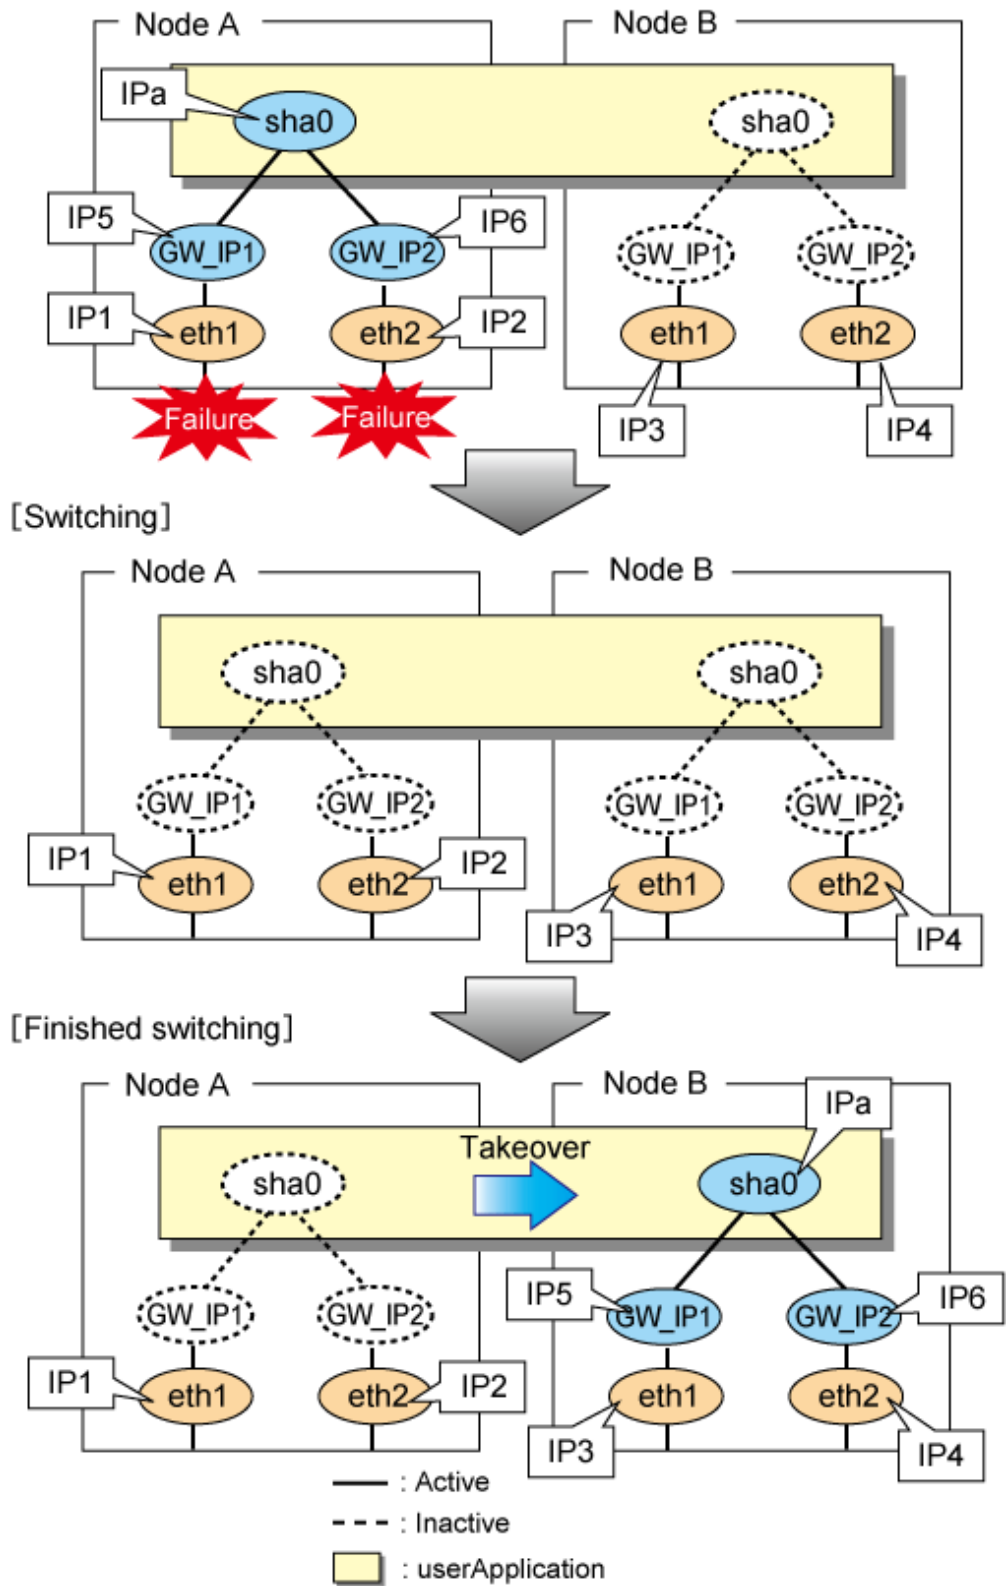 Node A
Node B
IPa
sha0
sha0
IP5
IP6
GW_IP1
GW_IP2
GW_IP1
GW_IP2
IP1
eth1
eth2
IP2
eth1
eth2
Failure
Failure
IP3
IP4
[Switching]
Node A
Node B
sha0
sha0
GW_IP1
GW_IP2
GW_IP1
GW_IP2
IP1
eth1
eth2
IP2
eth1
eth2
IP3
IP4
[Finished switching]
Node A
Node B
IPa
Takeover
sha0
sha0
IP5
IP6
GW_IP1
GW_IP2
GW_IP1
GW_IP2
IP1
eth1
eth2
IP2
eth1
eth2
IP3
IP4
: Active
: Inactive
: userApplication